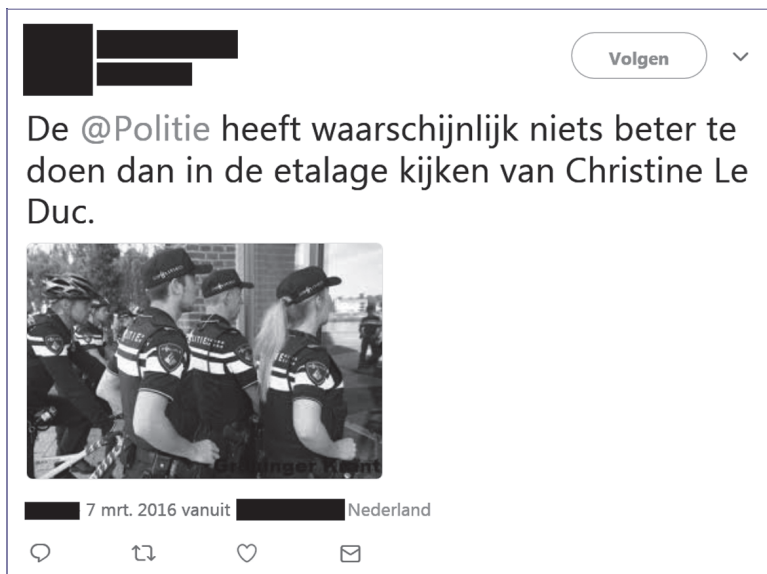 Volgen
De @Politie heeft waarschijnlijk niets beter te
doen dan in de etalage kijken van Christine Le
Duc.
POLITIE
Groninger Krant
7 mrt. 2016 vanuit
Nederland